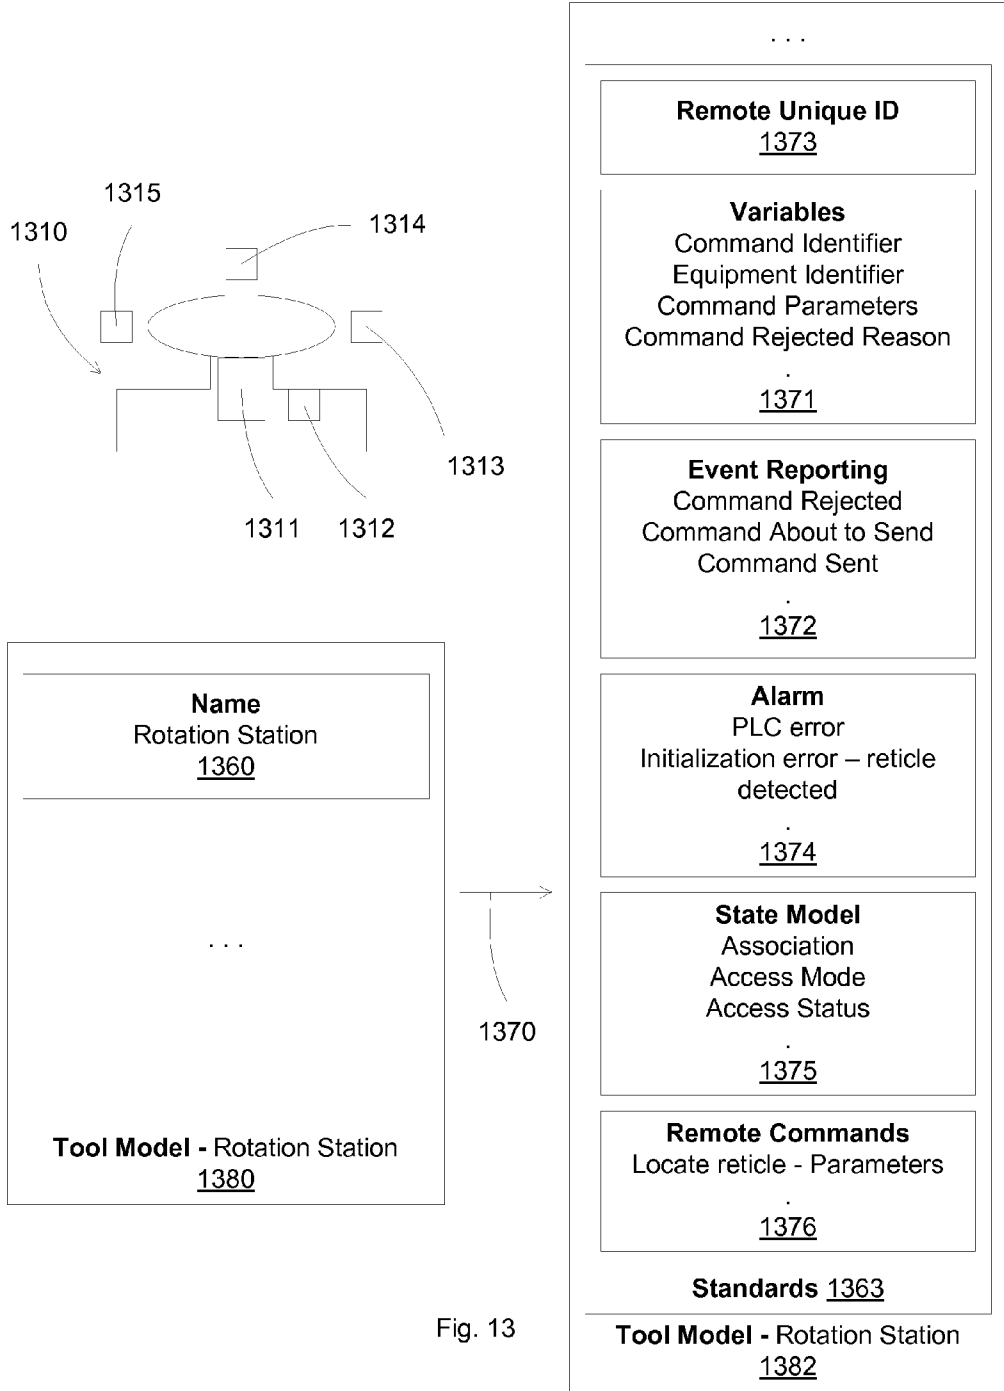 1315
1310
1314
1313
1311
1312
Name
Rotation Station
1360
. . .
Tool Model - Rotation Station
1380
1370
. . .
Remote Unique ID
1373
Variables
Command Identifier
Equipment Identifier
Command Parameters
Command Rejected Reason
.
1371
Event Reporting
Command Rejected
Command About to Send
Command Sent
.
1372
Alarm
PLC error
Initialization error – reticle
detected
.
1374
State Model
Association
Access Mode
Access Status
.
1375
Remote Commands
Locate reticle - Parameters
.
1376
Standards 1363
Tool Model - Rotation Station
1382
Fig. 13